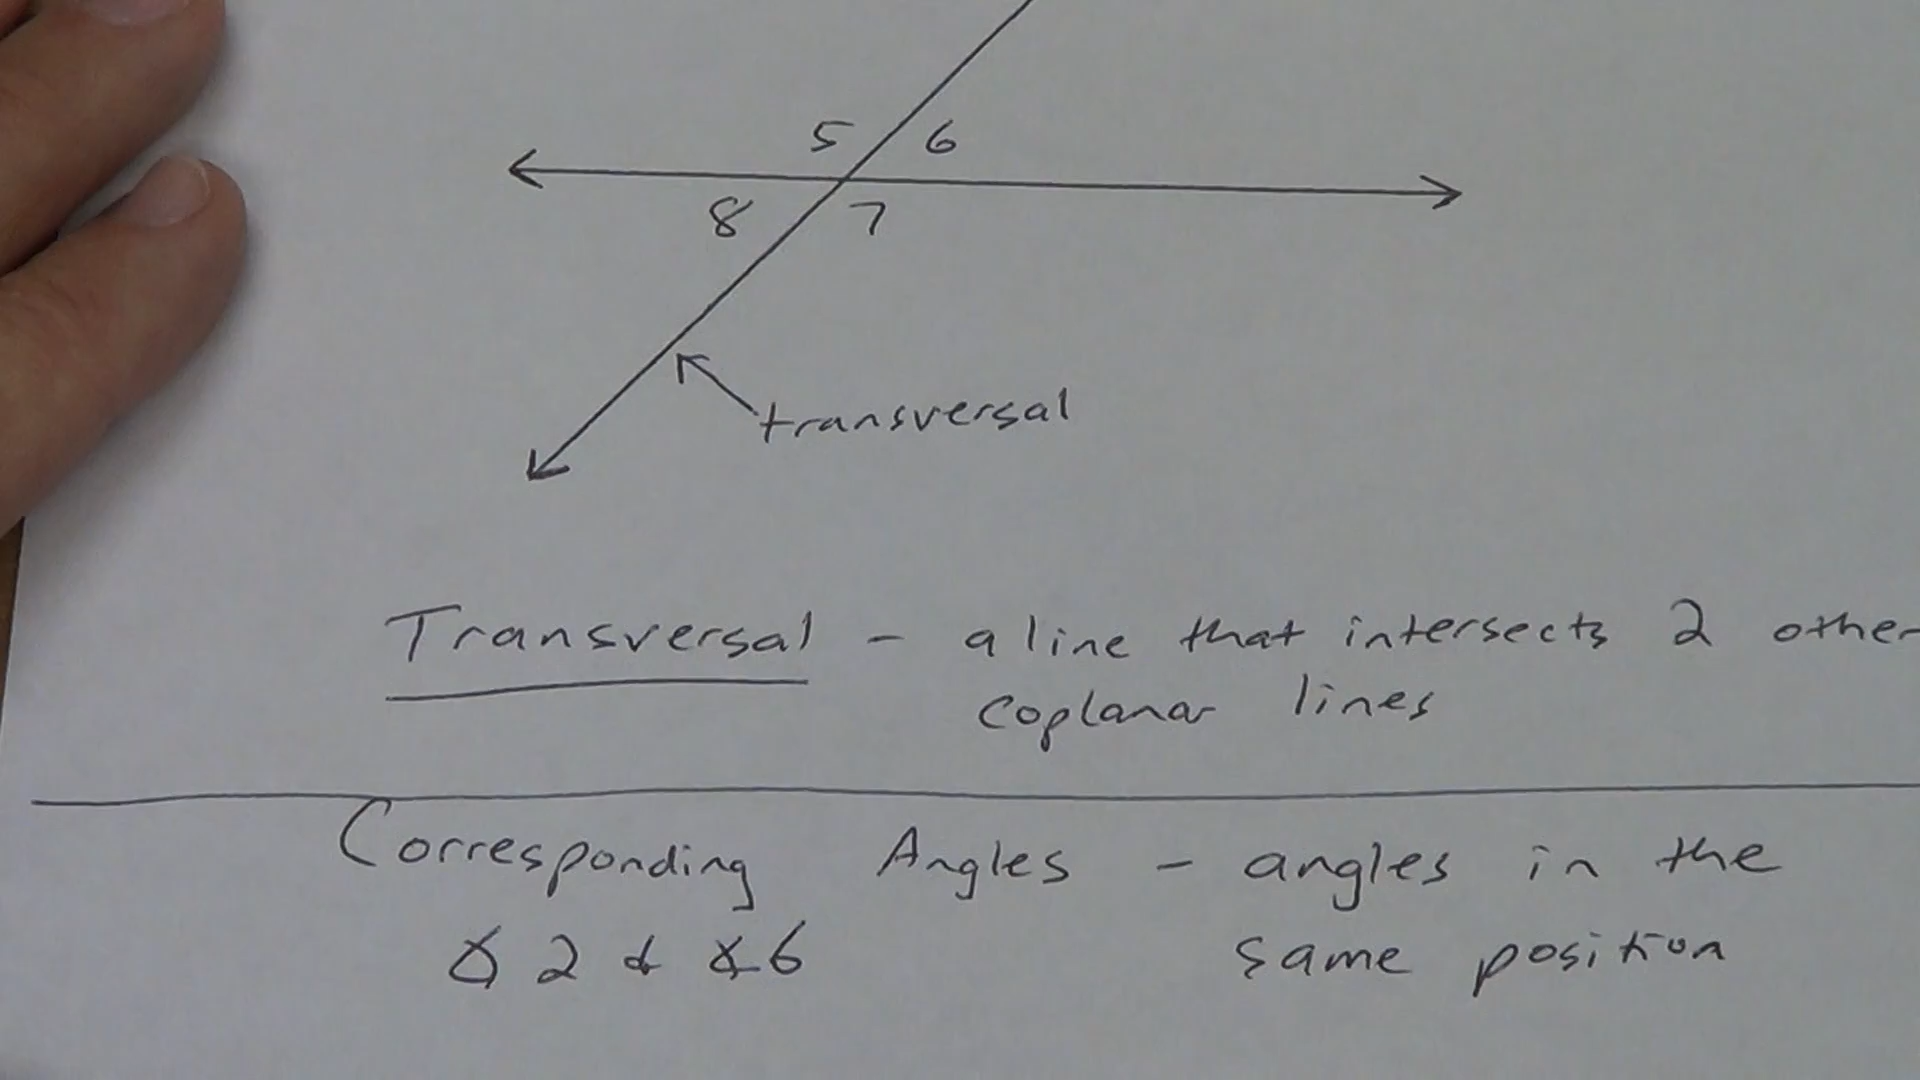 5 6
8 7
transversal
Transversal - a line that intersects 2 other
coplanar lines
Corresponding Angles - angles in the
∡ 2 & ∡ 6 same position